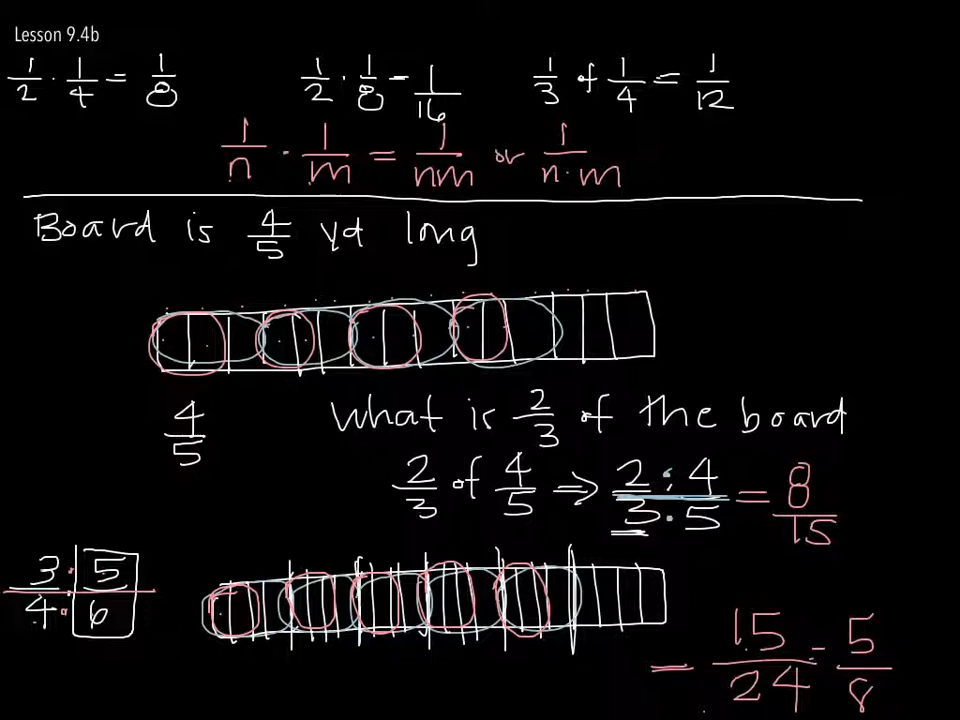 Lesson 9.4b
1/2 · 1/4 = 1/8   1/2 · 1/8 = 1/16   1/3 of 1/4 = 1/12
1/n · 1/m = 1/nm or 1/n·m
Board is 4/5 yd long
4/5   What is 2/3 of the board
2/3 of 4/5 ⇒ 2·4/3·5 = 8/15
3·5/4·6
= 15/24 = 5/8